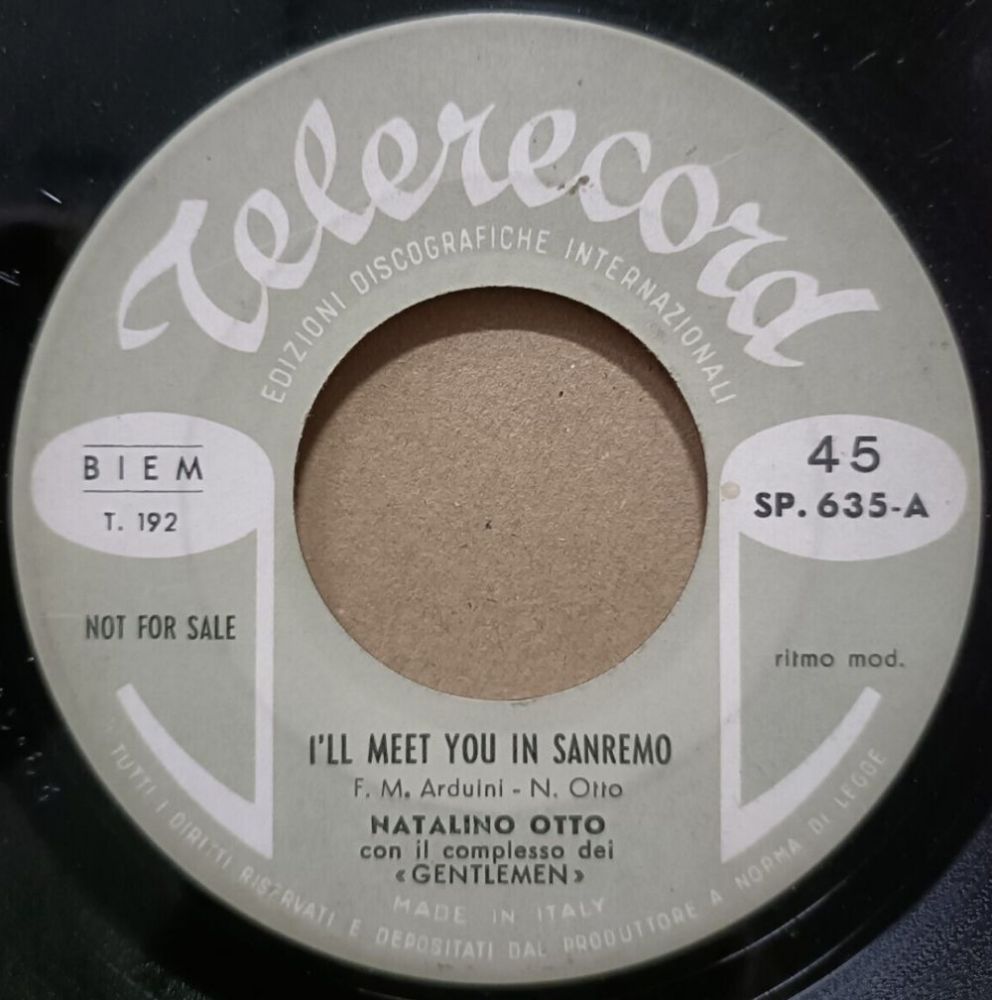 Telerecord
EDIZIONI DISCOGRAFICHE INTERNAZIONALI
BIEM
T. 192
45
SP. 635-A
NOT FOR SALE
ritmo mod.
I'LL MEET YOU IN SANREMO
F. M. Arduini - N. Otto
NATALINO OTTO
con il complesso dei
«GENTLEMEN»
MADE IN ITALY
TUTTI I DIRITTI RISERVATI E DEPOSITATI DAL PRODUTTORE A NORMA DI LEGGE